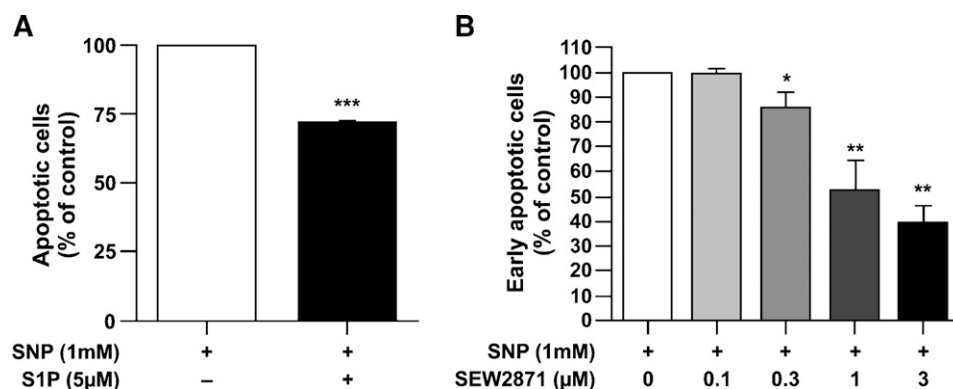 A
Apoptotic cells
(% of control)
100
75
50
25
0
***
SNP (1mM) + +
S1P (5μM) – +
B
Early apoptotic cells
(% of control)
110
100
90
80
70
60
50
40
30
20
10
0
*
**
**
SNP (1mM) + + + + +
SEW2871 (μM) 0 0.1 0.3 1 3